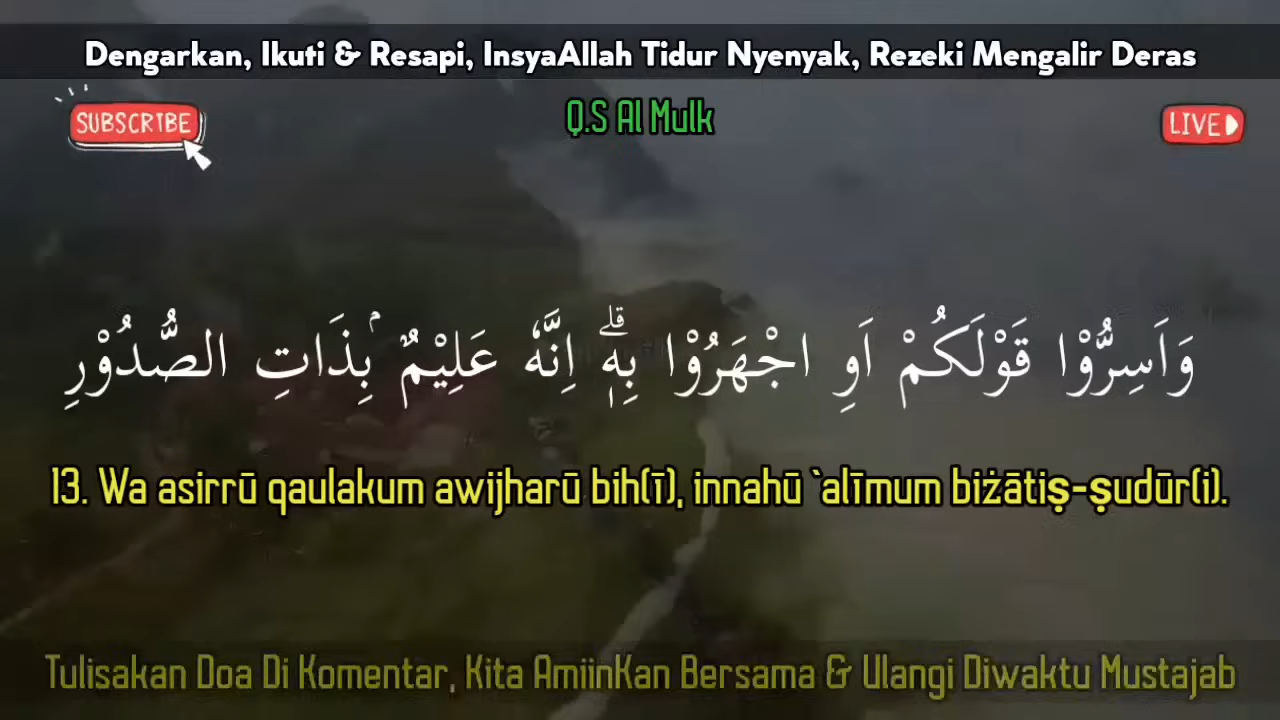 Dengarkan, Ikuti & Resapi, InsyaAllah Tidur Nyenyak, Rezeki Mengalir Deras
SUBSCRIBE
Q.S Al Mulk
LIVE
وَاَسِرُّوْا قَوْلَكُمْ اَوِ اجْهَرُوْا بِهٖۗ اِنَّهٗ عَلِيْمٌ ۢبِذَاتِ الصُّدُوْرِ
13. Wa asirrū qaulakum awijharū bih(ī), innahū `alīmum biżātiṣ-ṣudūr(i).
Tulisakan Doa Di Komentar, Kita AmiinKan Bersama & Ulangi Diwaktu Mustajab